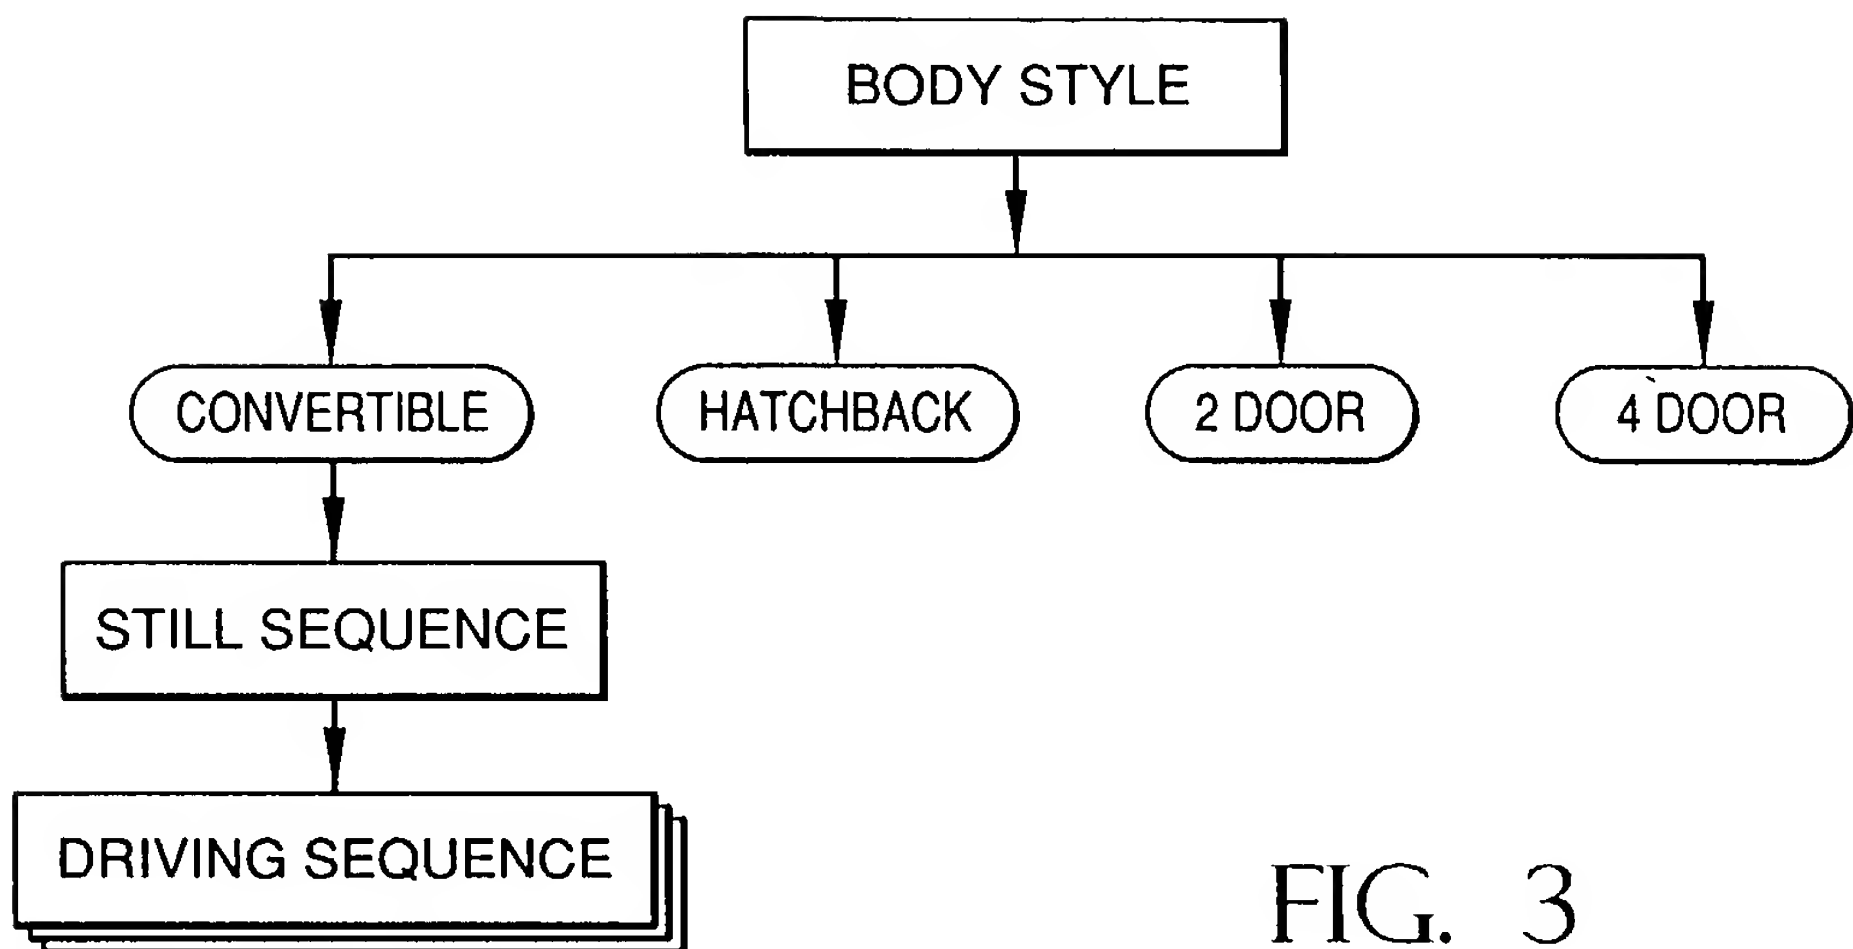 BODY STYLE
CONVERTIBLE
HATCHBACK
2 DOOR
4 DOOR
STILL SEQUENCE
DRIVING SEQUENCE
FIG. 3